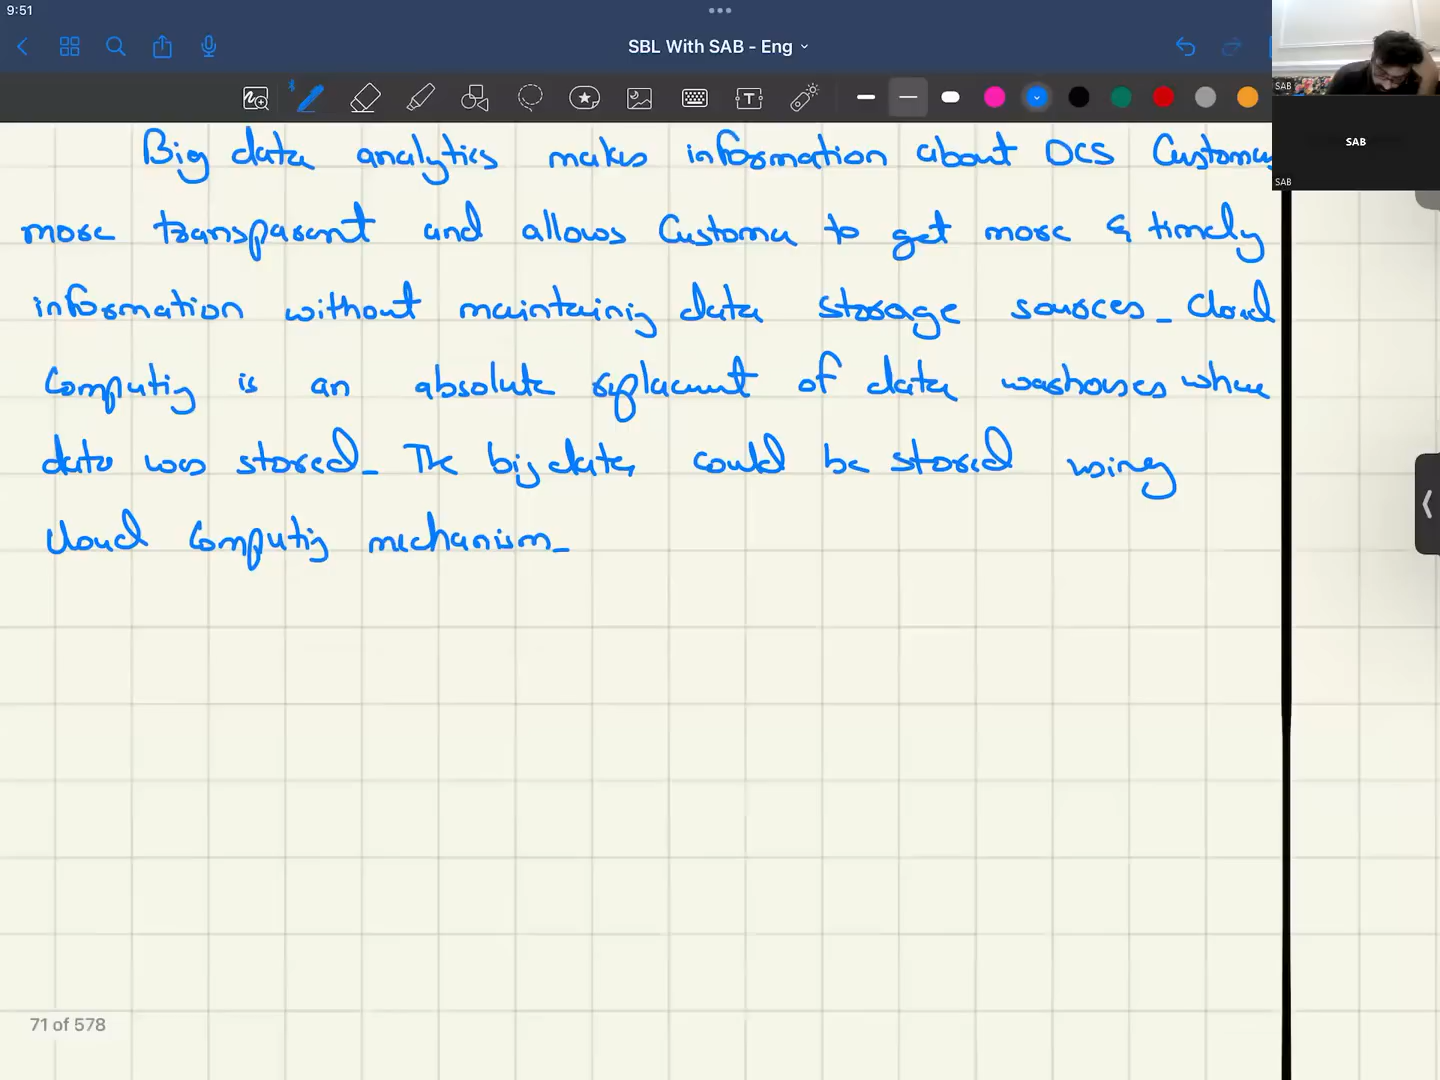 9:51
SBL With SAB - Eng
SAB
SAB
SAB
Big data analytics makes information about DCS Customers
more transparent and allows Customer to get more & timely
information without maintaining data storage sources. Cloud
Computing is an absolute replacement of data warehouses where
data was stored. The big data could be stored using
cloud Computing mechanism.
71 of 578